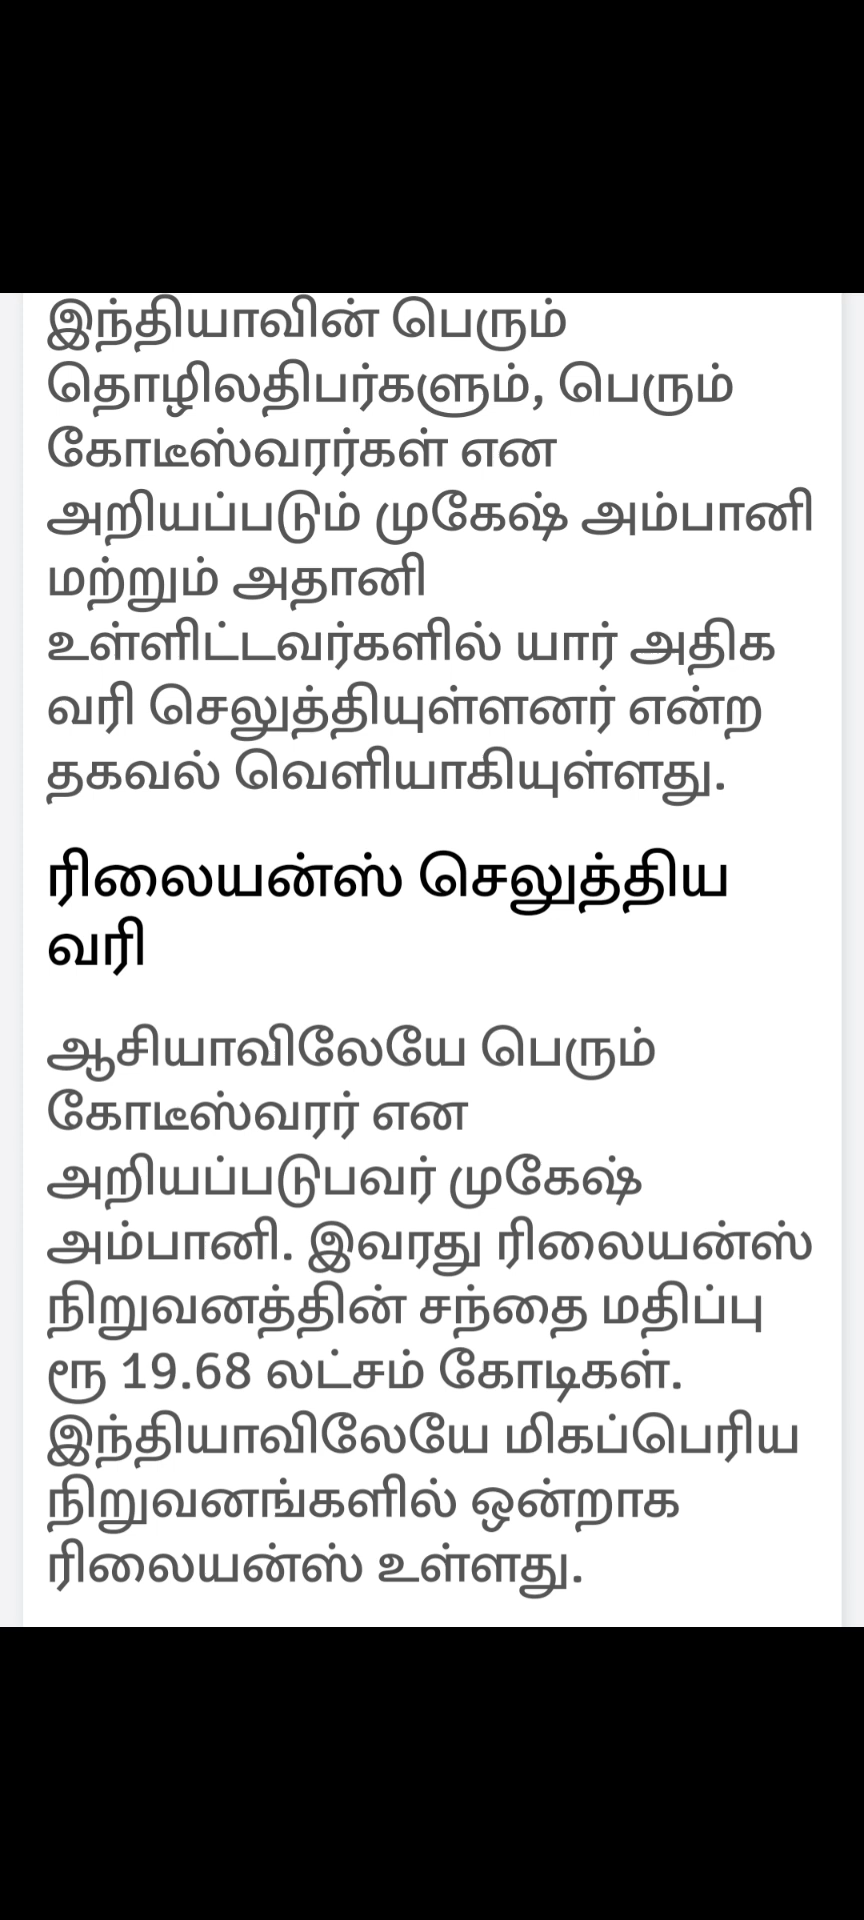 இந்தியாவின் பெரும்
தொழிலதிபர்களும், பெரும்
கோடீஸ்வரர்கள் என
அறியப்படும் முகேஷ் அம்பானி
மற்றும் அதானி
உள்ளிட்டவர்களில் யார் அதிக
வரி செலுத்தியுள்ளனர் என்ற
தகவல் வெளியாகியுள்ளது.
ரிலையன்ஸ் செலுத்திய
வரி
ஆசியாவிலேயே பெரும்
கோடீஸ்வரர் என
அறியப்படுபவர் முகேஷ்
அம்பானி. இவரது ரிலையன்ஸ்
நிறுவனத்தின் சந்தை மதிப்பு
ரூ 19.68 லட்சம் கோடிகள்.
இந்தியாவிலேயே மிகப்பெரிய
நிறுவனங்களில் ஒன்றாக
ரிலையன்ஸ் உள்ளது.